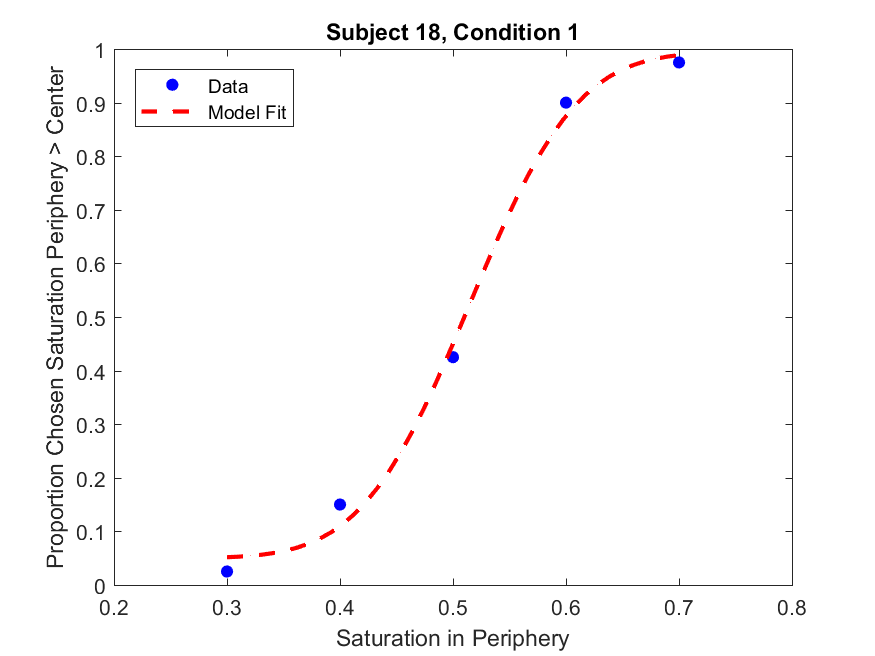 Subject 18, Condition 1
Proportion Chosen Saturation Periphery > Center
1
0.9
0.8
0.7
0.6
0.5
0.4
0.3
0.2
0.1
0
Data
Model Fit
0.2 0.3 0.4 0.5 0.6 0.7 0.8
Saturation in Periphery